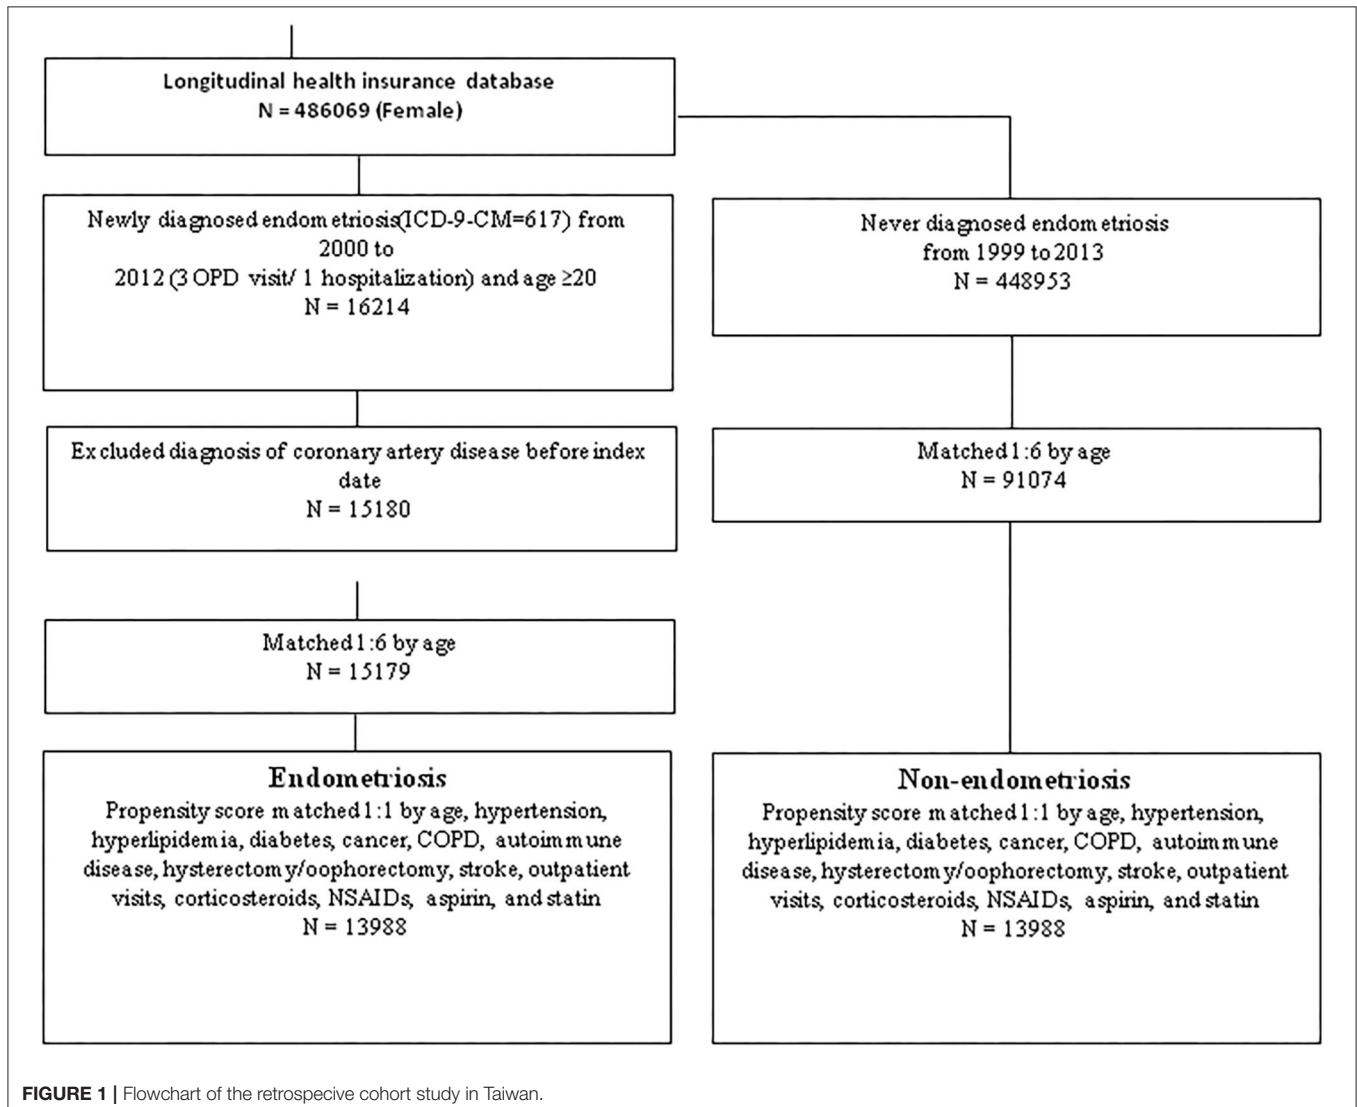 Longitudinal health insurance database
N = 486069 (Female)
Newly diagnosed endometriosis(ICD-9-CM=617) from
2000 to
2012 (3 OPD visit/ 1 hospitalization) and age ≥20
N = 16214
Never diagnosed endometriosis
from 1999 to 2013
N = 448953
Excluded diagnosis of coronary artery disease before index
date
N = 15180
Matched 1:6 by age
N = 91074
Matched 1:6 by age
N = 15179
Endometriosis
Propensity score matched 1:1 by age, hypertension,
hyperlipidemia, diabetes, cancer, COPD, autoimmune
disease, hysterectomy/oophorectomy, stroke, outpatient
visits, corticosteroids, NSAIDs, aspirin, and statin
N = 13988
Non-endometriosis
Propensity score matched 1:1 by age, hypertension,
hyperlipidemia, diabetes, cancer, COPD, autoimmune
disease, hysterectomy/oophorectomy, stroke, outpatient
visits, corticosteroids, NSAIDs, aspirin, and statin
N = 13988
FIGURE 1 | Flowchart of the retrospecive cohort study in Taiwan.